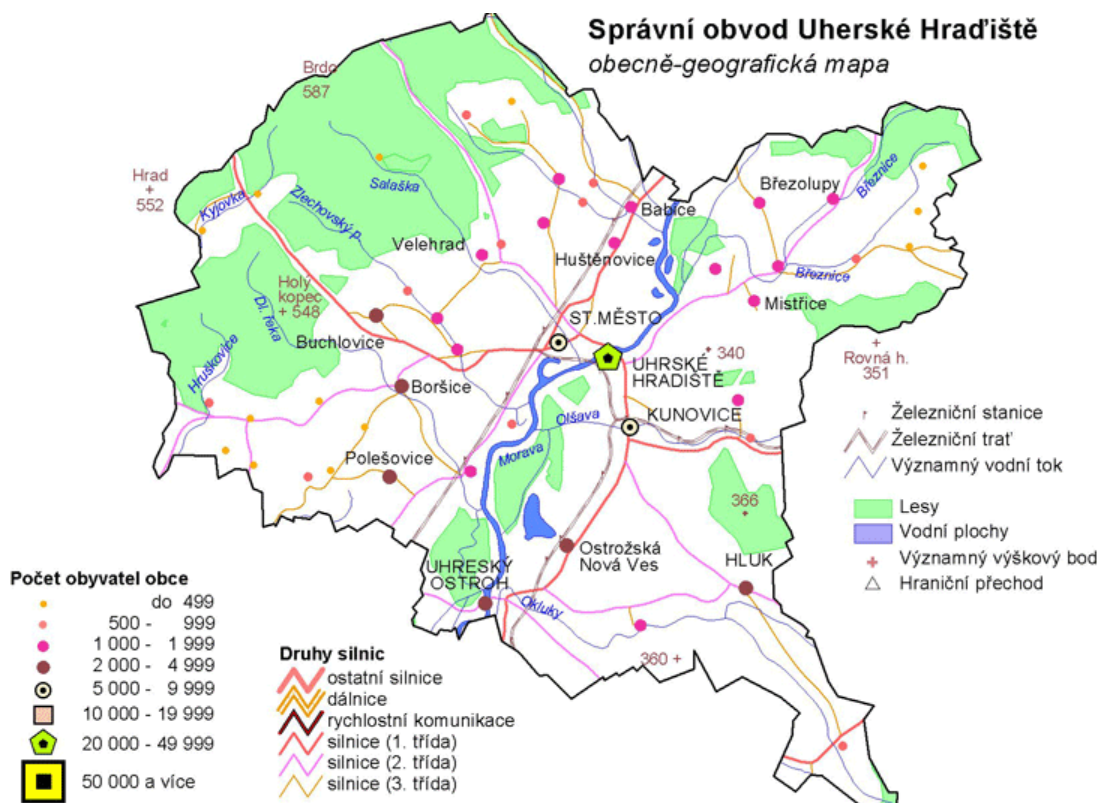 Správní obvod Uherské Hraďiště
obecně-geografická mapa
Brdo
587
Hrad
+
552
Kyjovka
Zlechovský p.
Salaška
Velehrad
Babice
Huštěnovice
Březolupy
Březnice
Březnice
Mistřice
Holý
kopec
+ 548
Dl. řeka
Hruškovice
Buchlovice
ST.MĚSTO
UHRSKÉ
HRADIŠTĚ
340
+
Rovná h.
351
Boršice
KUNOVICE
Olšava
Morava
Polešovice
366
+
Ostrožská
Nová Ves
HLUK
UHRESKÝ
OSTROH
Okluky
360 +
Železniční stanice
Železniční trať
Významný vodní tok
Lesy
Vodní plochy
Významný výškový bod
Hraniční přechod
Počet obyvatel obce
do 499
500 - 999
1 000 - 1 999
2 000 - 4 999
5 000 - 9 999
10 000 - 19 999
20 000 - 49 999
50 000 a více
Druhy silnic
ostatní silnice
dálnice
rychlostní komunikace
silnice (1. třída)
silnice (2. třída)
silnice (3. třída)